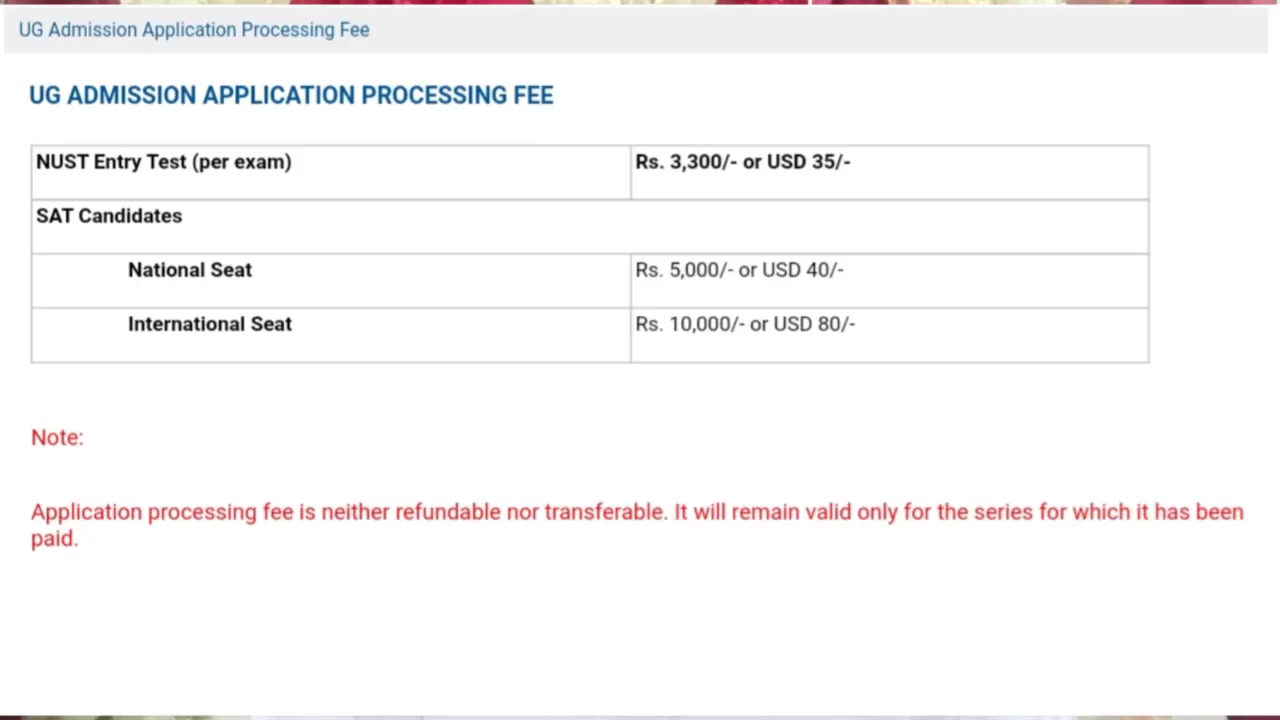 UG Admission Application Processing Fee
UG ADMISSION APPLICATION PROCESSING FEE
NUST Entry Test (per exam) Rs. 3,300/- or USD 35/-
SAT Candidates
National Seat Rs. 5,000/- or USD 40/-
International Seat Rs. 10,000/- or USD 80/-
Note:
Application processing fee is neither refundable nor transferable. It will remain valid only for the series for which it has been
paid.